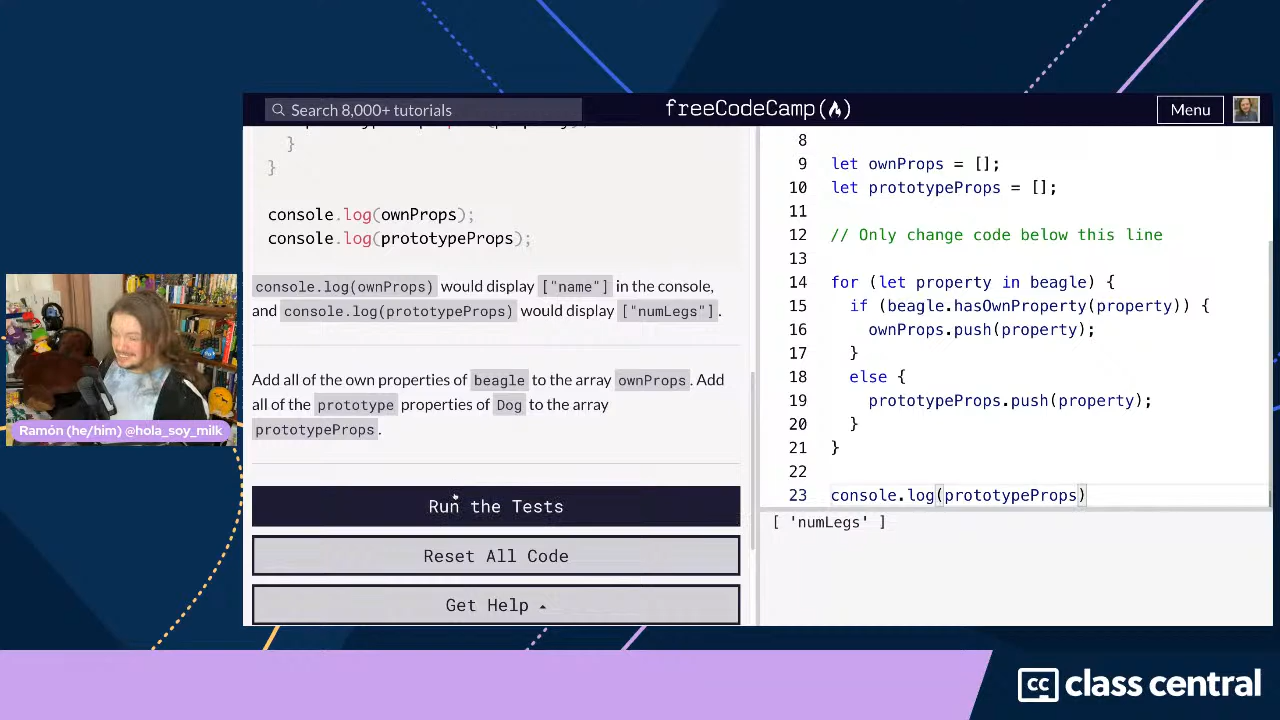 Search 8,000+ tutorials
freeCodeCamp(🔥)
Menu
}
}
console.log(ownProps);
console.log(prototypeProps);
console.log(ownProps) would display ["name"] in the console,
and console.log(prototypeProps) would display ["numLegs"].
Add all of the own properties of beagle to the array ownProps. Add
all of the prototype properties of Dog to the array
prototypeProps.
Run the Tests
Reset All Code
Get Help
8
9 let ownProps = [];
10 let prototypeProps = [];
11
12 // Only change code below this line
13
14 for (let property in beagle) {
15 if (beagle.hasOwnProperty(property)) {
16 ownProps.push(property);
17 }
18 else {
19 prototypeProps.push(property);
20 }
21 }
22
23 console.log(prototypeProps)
[ 'numLegs' ]
Ramón (he/him) @hola_soy_milk
cc class central